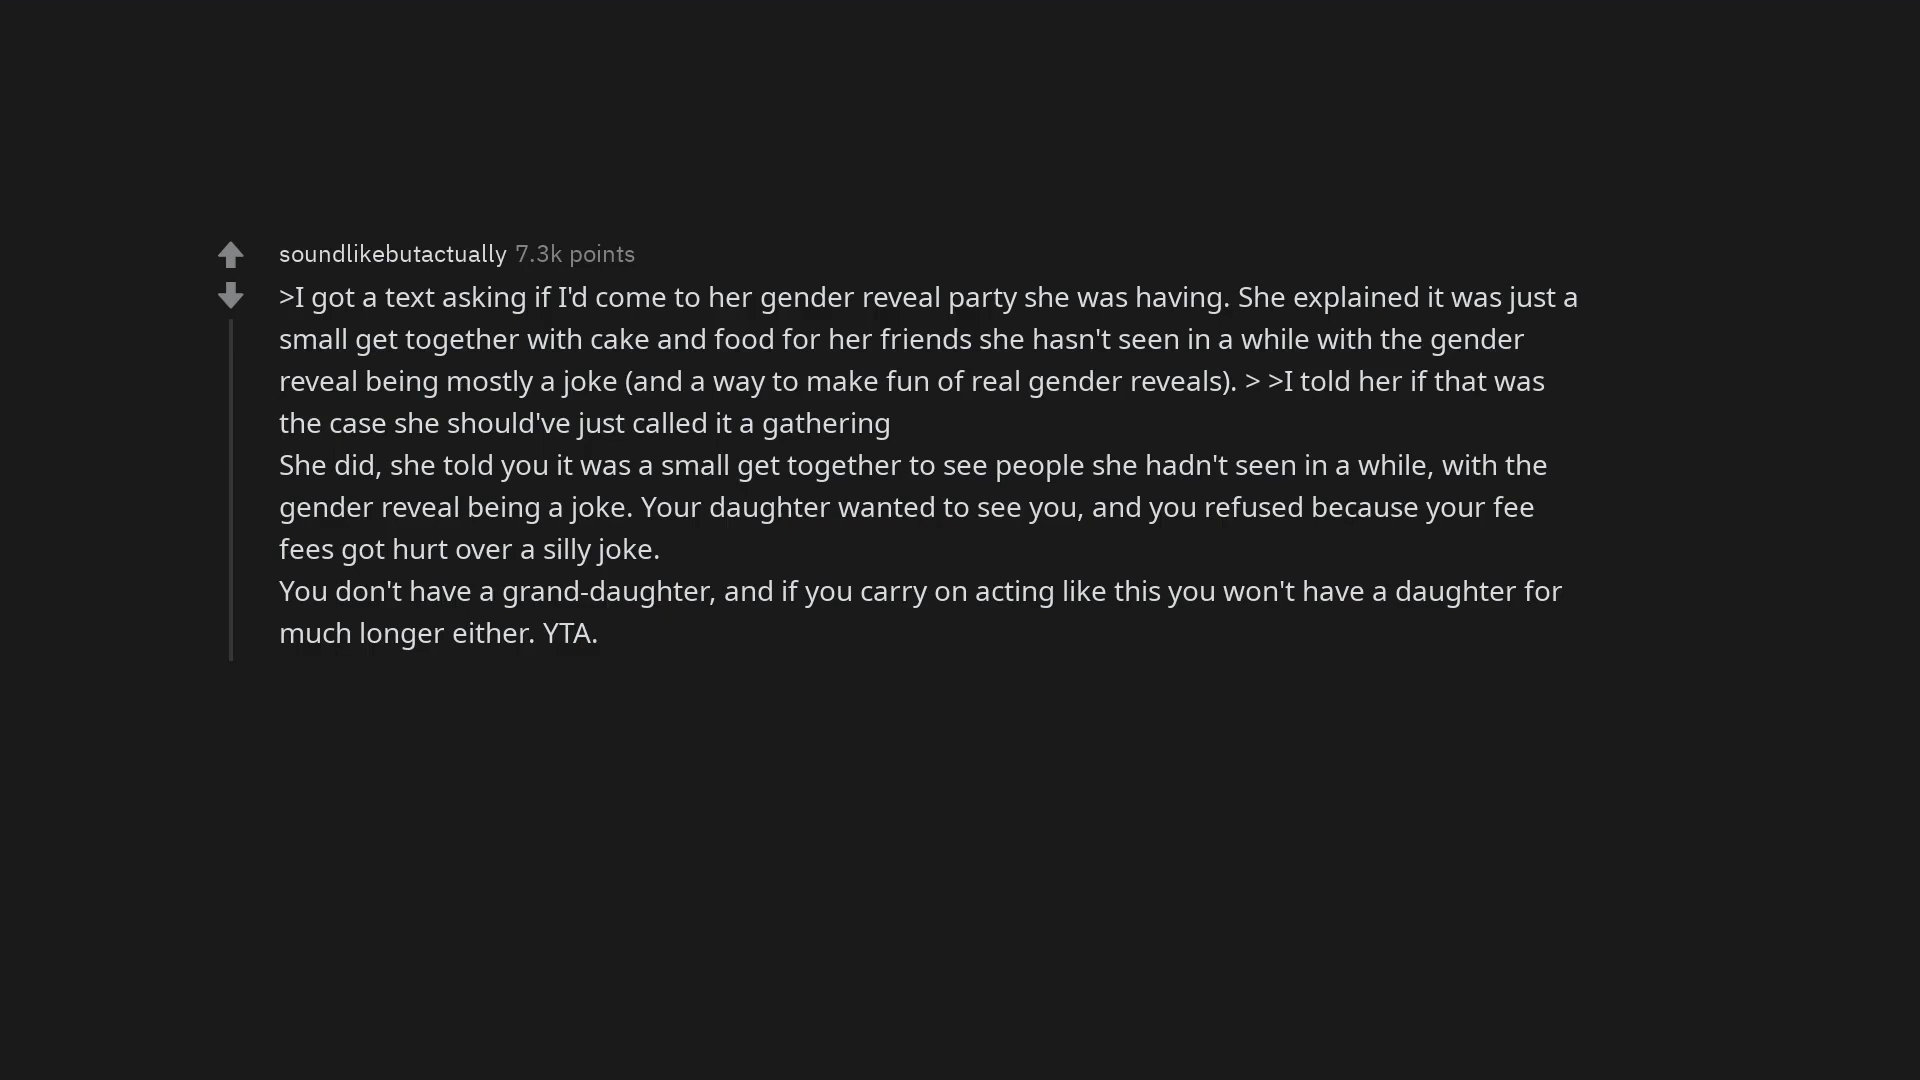 soundlikebutactually 7.3k points
>I got a text asking if I'd come to her gender reveal party she was having. She explained it was just a
small get together with cake and food for her friends she hasn't seen in a while with the gender
reveal being mostly a joke (and a way to make fun of real gender reveals). > >I told her if that was
the case she should've just called it a gathering
She did, she told you it was a small get together to see people she hadn't seen in a while, with the
gender reveal being a joke. Your daughter wanted to see you, and you refused because your fee
fees got hurt over a silly joke.
You don't have a grand-daughter, and if you carry on acting like this you won't have a daughter for
much longer either. YTA.